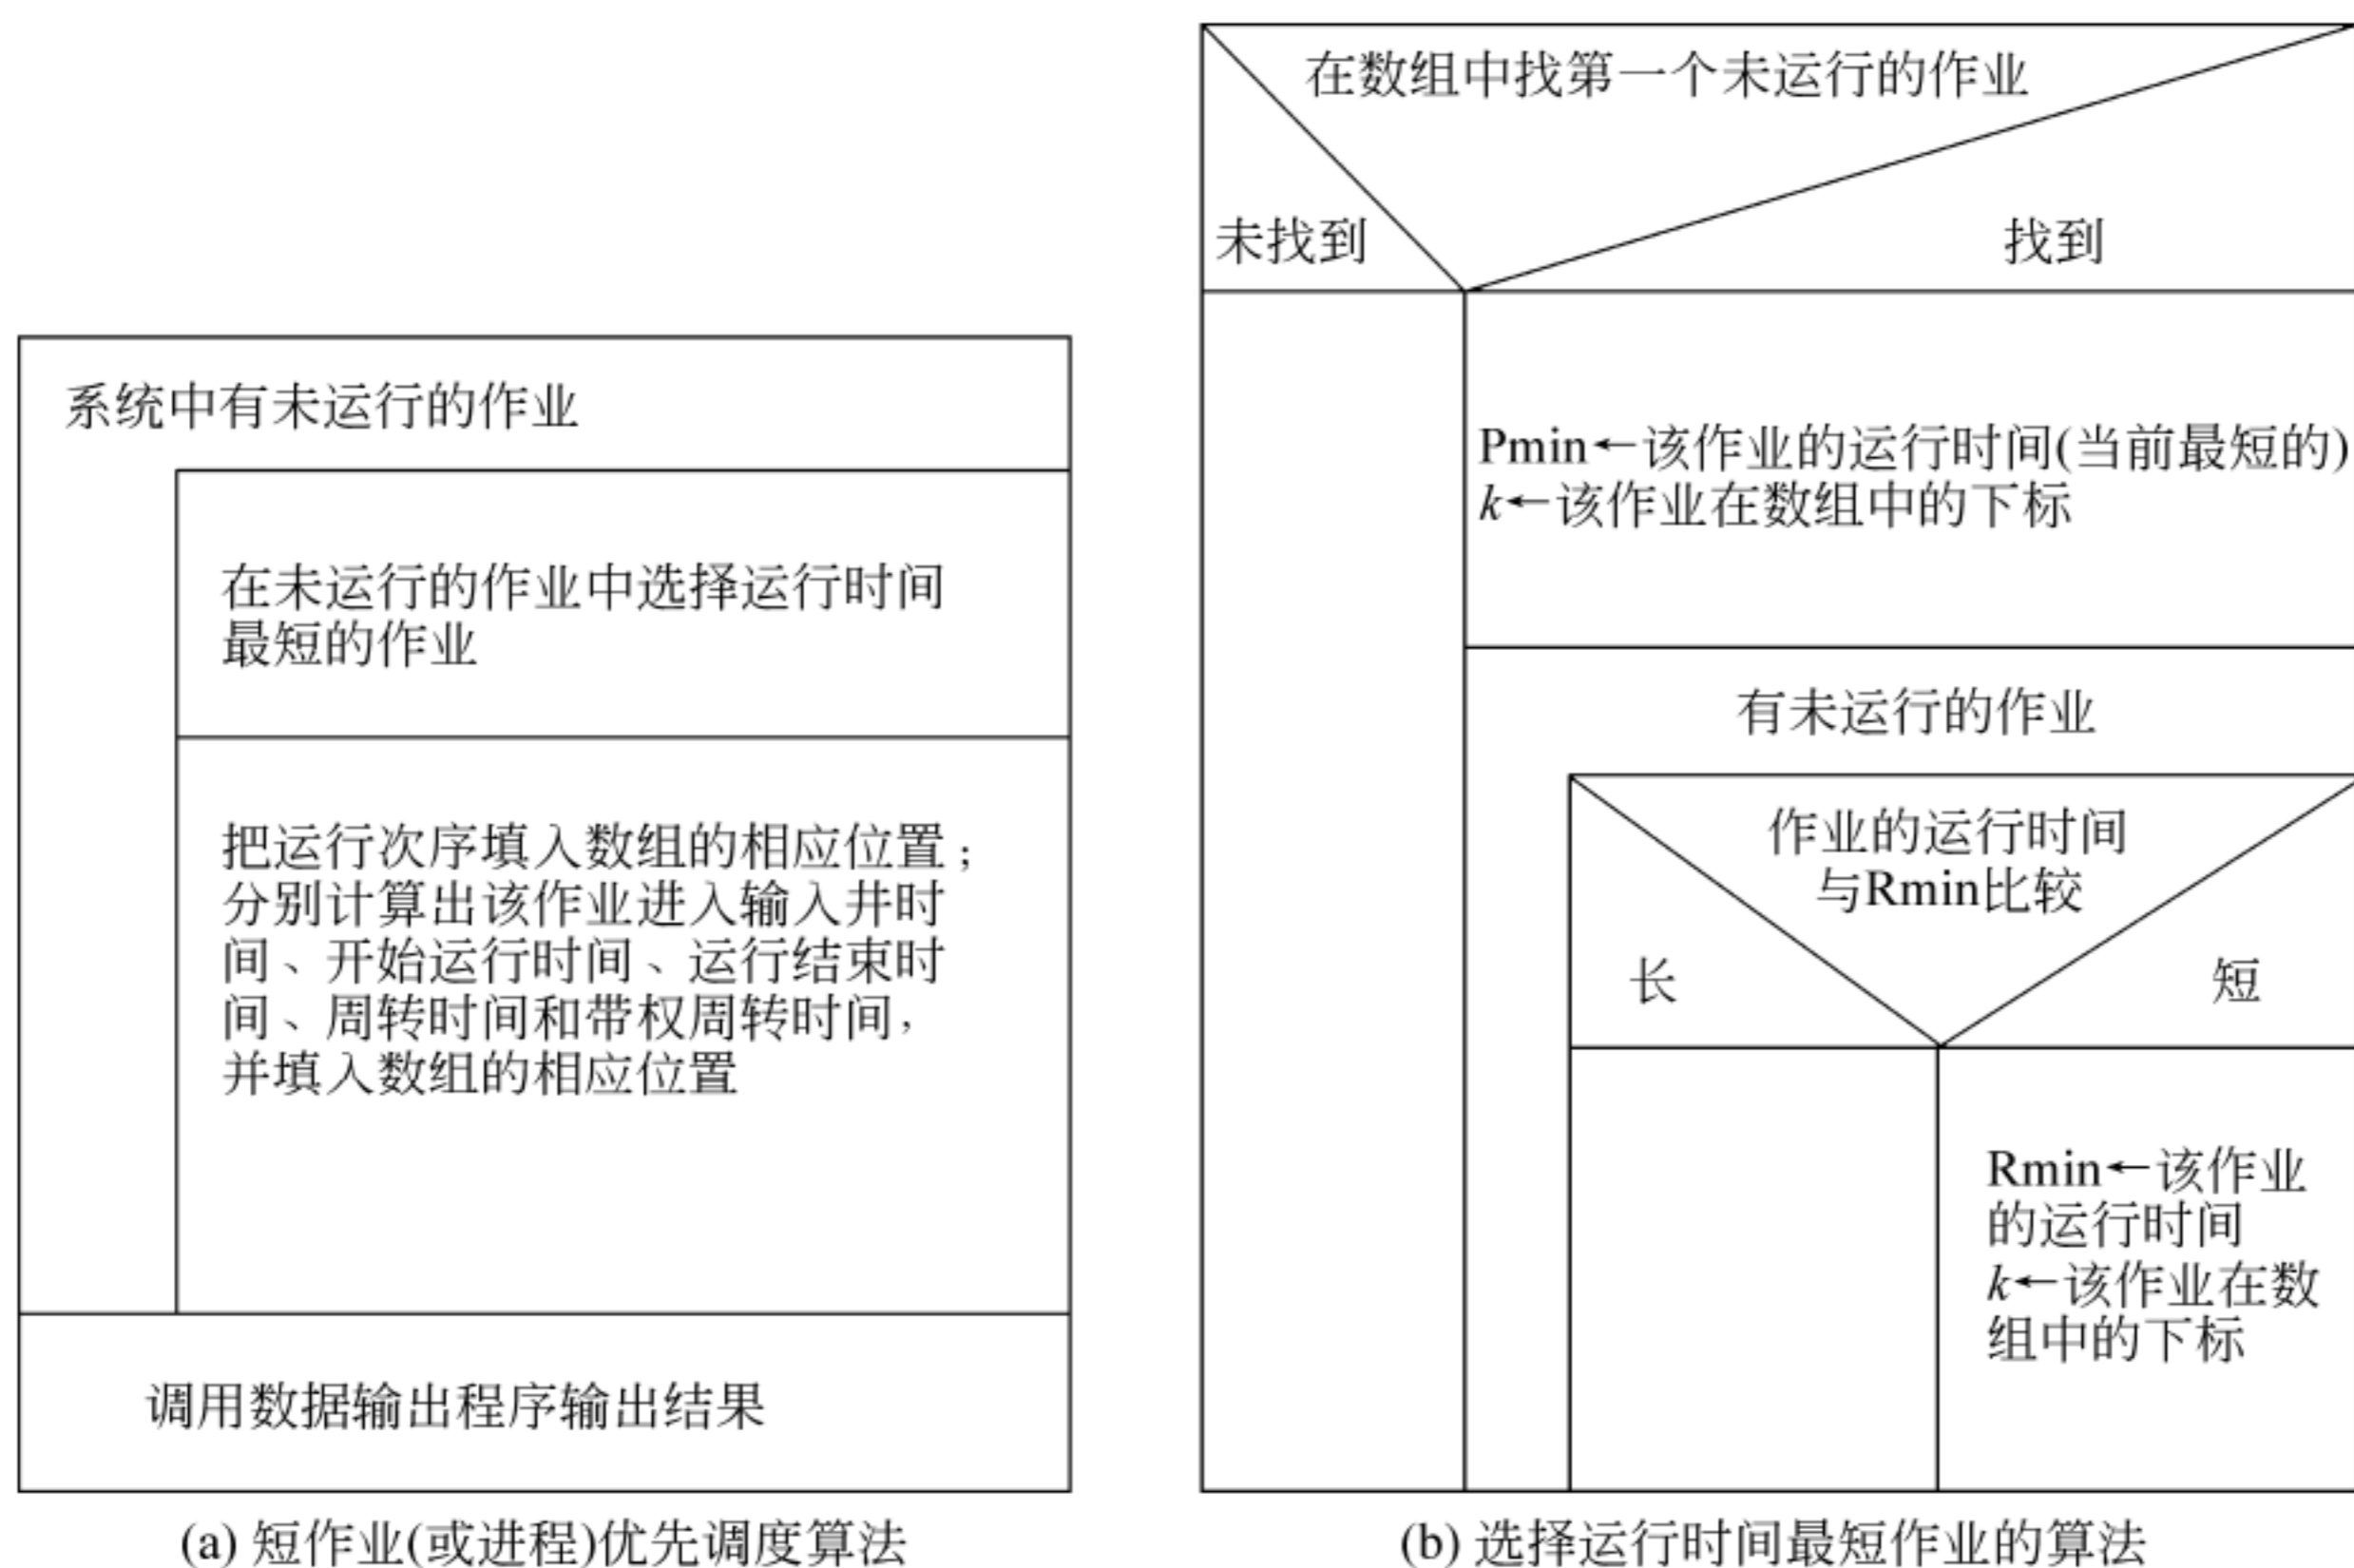 系统中有未运行的作业
在未运行的作业中选择运行时间
最短的作业
把运行次序填入数组的相应位置；
分别计算出该作业进入输入井时
间、开始运行时间、运行结束时
间、周转时间和带权周转时间，
并填入数组的相应位置
调用数据输出程序输出结果
(a) 短作业(或进程)优先调度算法
在数组中找第一个未运行的作业
未找到
找到
Pmin←该作业的运行时间(当前最短的)
k←该作业在数组中的下标
有未运行的作业
作业的运行时间
与Rmin比较
长
短
Rmin←该作业
的运行时间
k←该作业在数
组中的下标
(b) 选择运行时间最短作业的算法